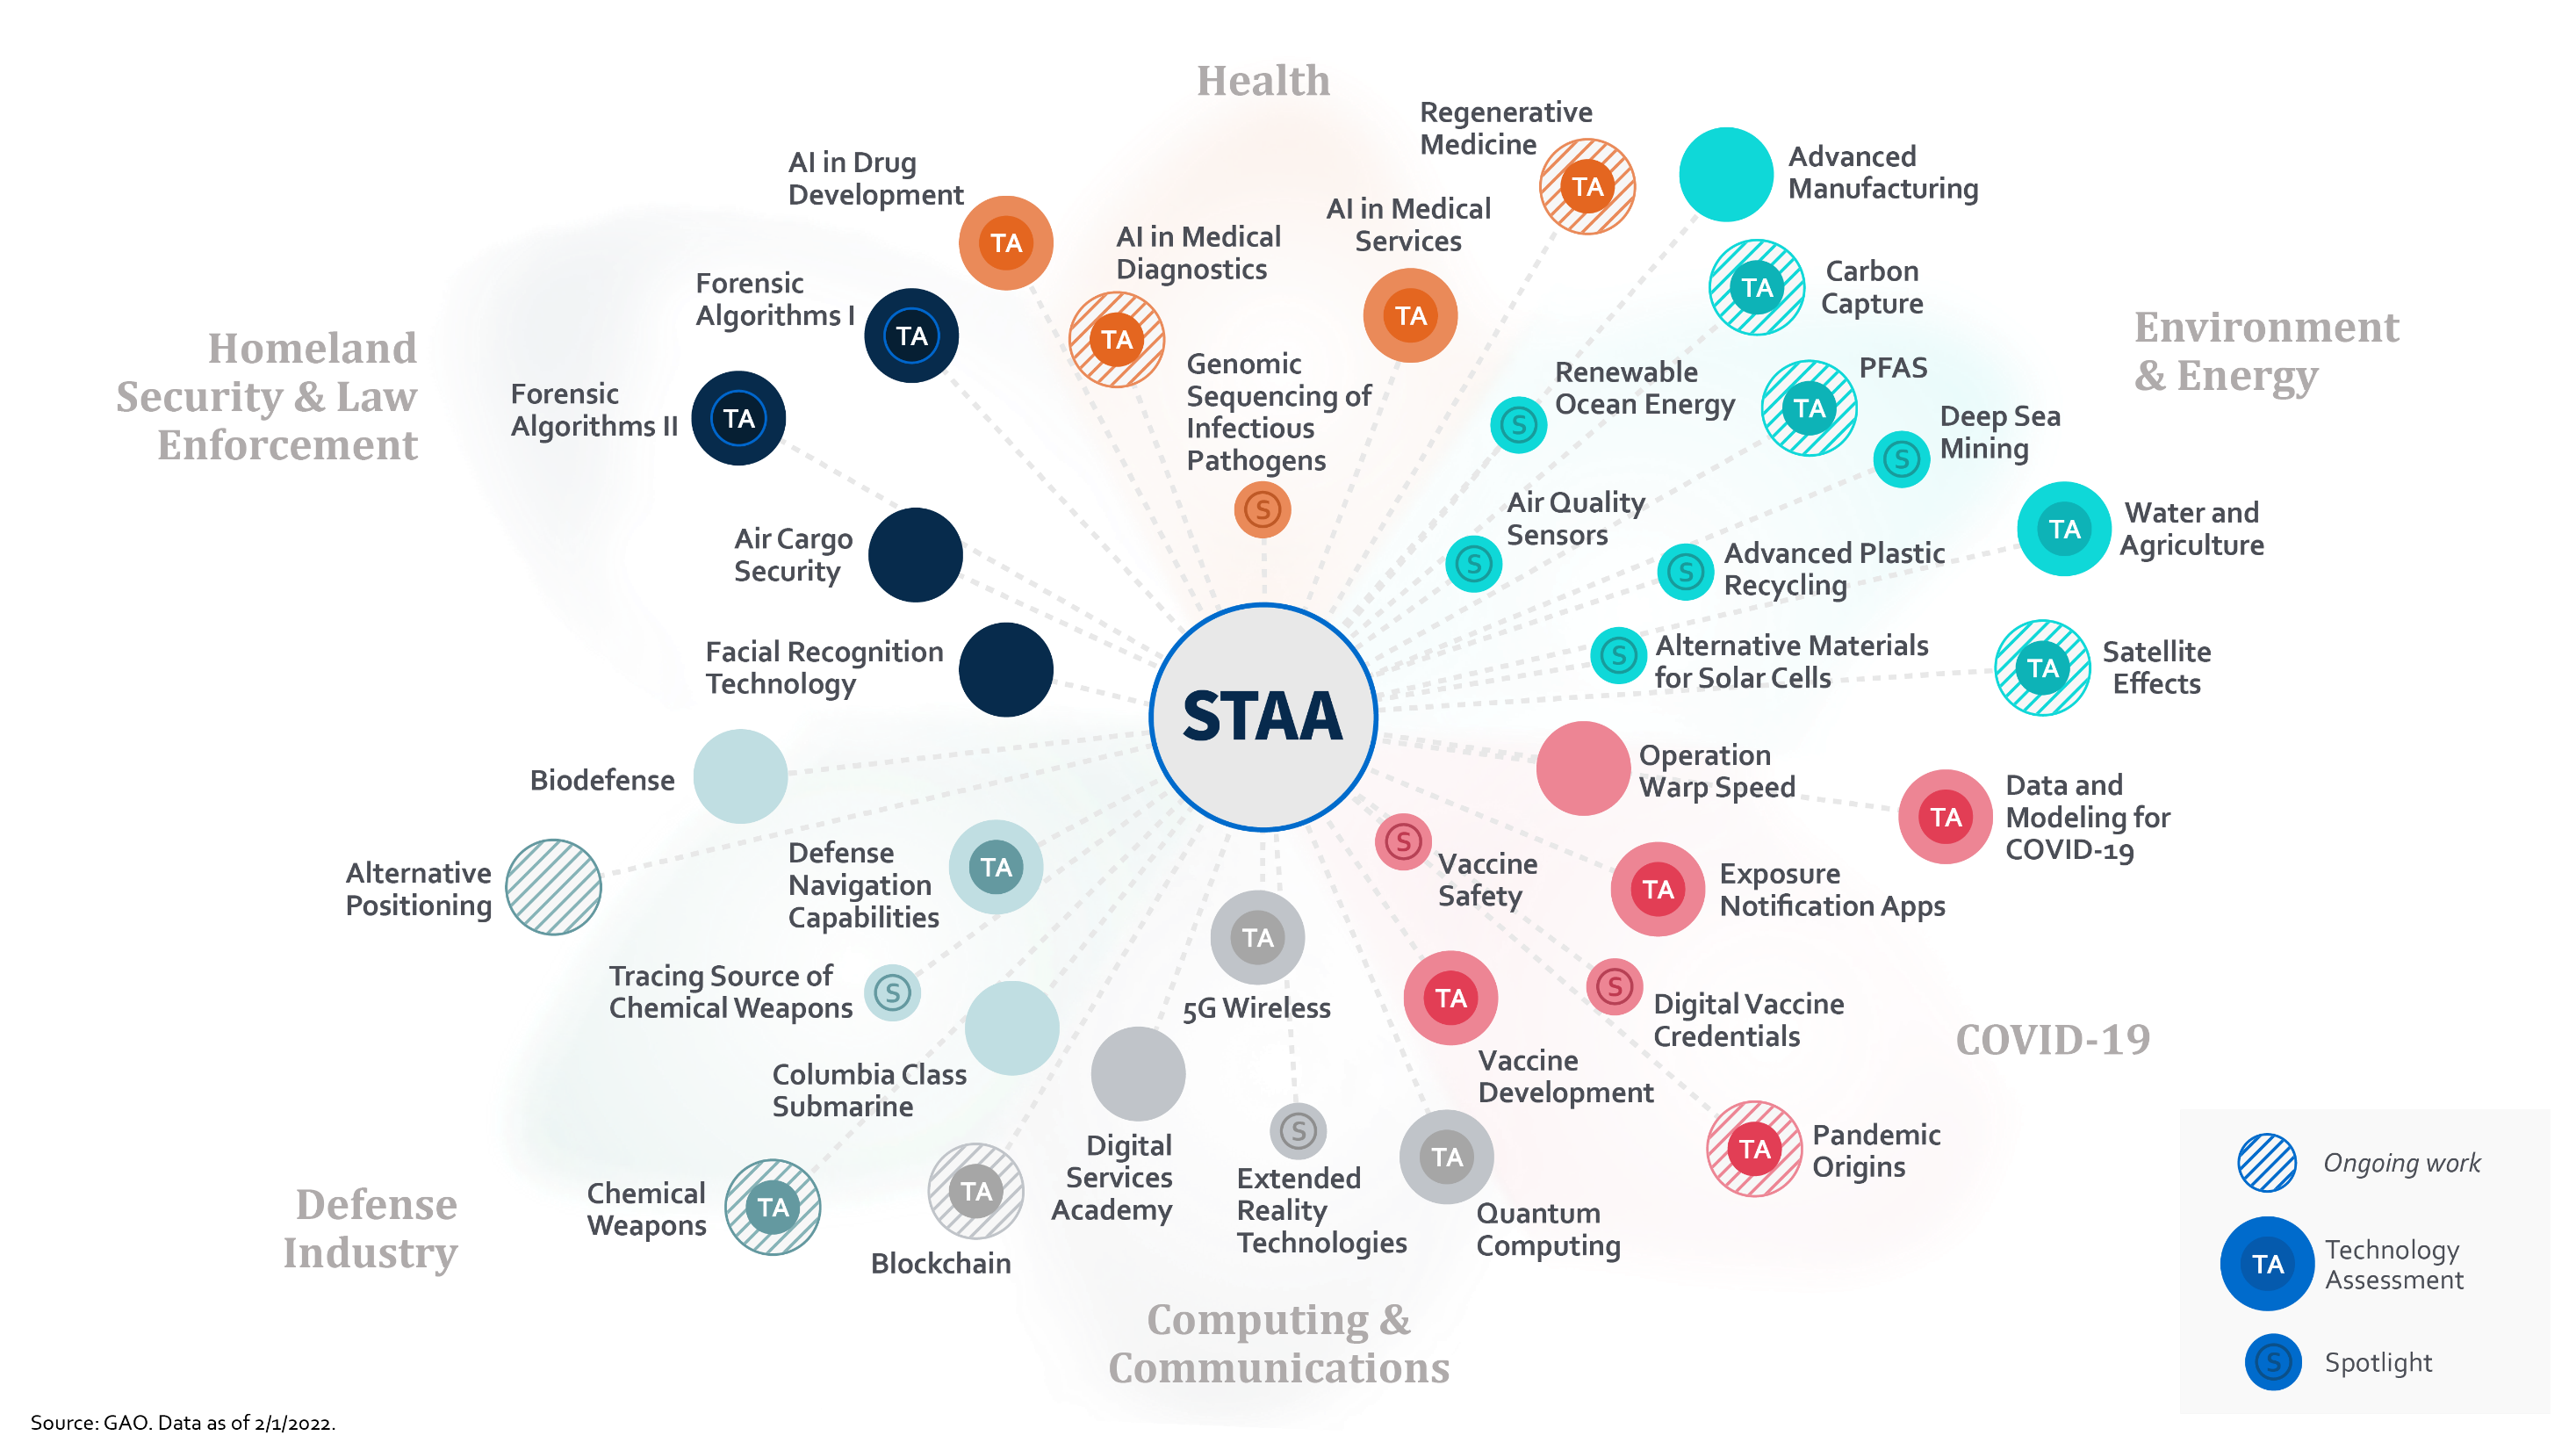 Health
Regenerative
Medicine
TA
Advanced
Manufacturing
AI in Drug
Development
TA
AI in Medical
Diagnostics
TA
AI in Medical
Services
TA
Carbon
Capture
TA
Forensic
Algorithms I
TA
Forensic
Algorithms II
TA
Homeland
Security & Law
Enforcement
Environment
& Energy
Genomic
Sequencing of
Infectious
Pathogens
S
Renewable
Ocean Energy
S
PFAS
TA
Deep Sea
Mining
S
Air Quality
Sensors
S
Advanced Plastic
Recycling
S
Water and
Agriculture
TA
Air Cargo
Security
Facial Recognition
Technology
Alternative Materials
for Solar Cells
S
Satellite
Effects
TA
STAA
Biodefense
Operation
Warp Speed
Data and
Modeling for
COVID-19
TA
Alternative
Positioning
Defense
Navigation
Capabilities
TA
Vaccine
Safety
S
Exposure
Notification Apps
TA
Tracing Source of
Chemical Weapons
S
5G Wireless
TA
Vaccine
Development
TA
Digital Vaccine
Credentials
S
COVID-19
Columbia Class
Submarine
Digital
Services
Academy
Extended
Reality
Technologies
S
Quantum
Computing
TA
Pandemic
Origins
TA
Defense
Industry
Chemical
Weapons
TA
Blockchain
TA
Computing &
Communications
Ongoing work
TA
Technology
Assessment
S
Spotlight
Source: GAO. Data as of 2/1/2022.